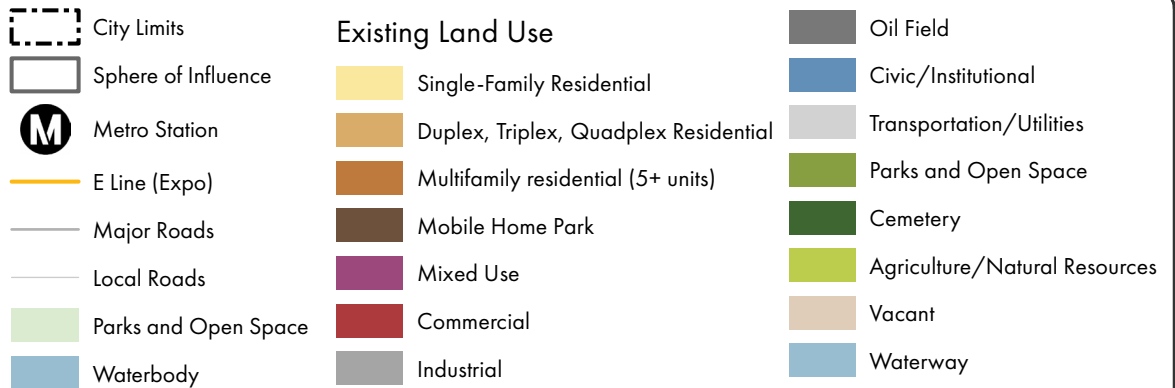 City Limits
Sphere of Influence
M
Metro Station
E Line (Expo)
Major Roads
Local Roads
Parks and Open Space
Waterbody
Existing Land Use
Single-Family Residential
Duplex, Triplex, Quadplex Residential
Multifamily residential (5+ units)
Mobile Home Park
Mixed Use
Commercial
Industrial
Oil Field
Civic/Institutional
Transportation/Utilities
Parks and Open Space
Cemetery
Agriculture/Natural Resources
Vacant
Waterway